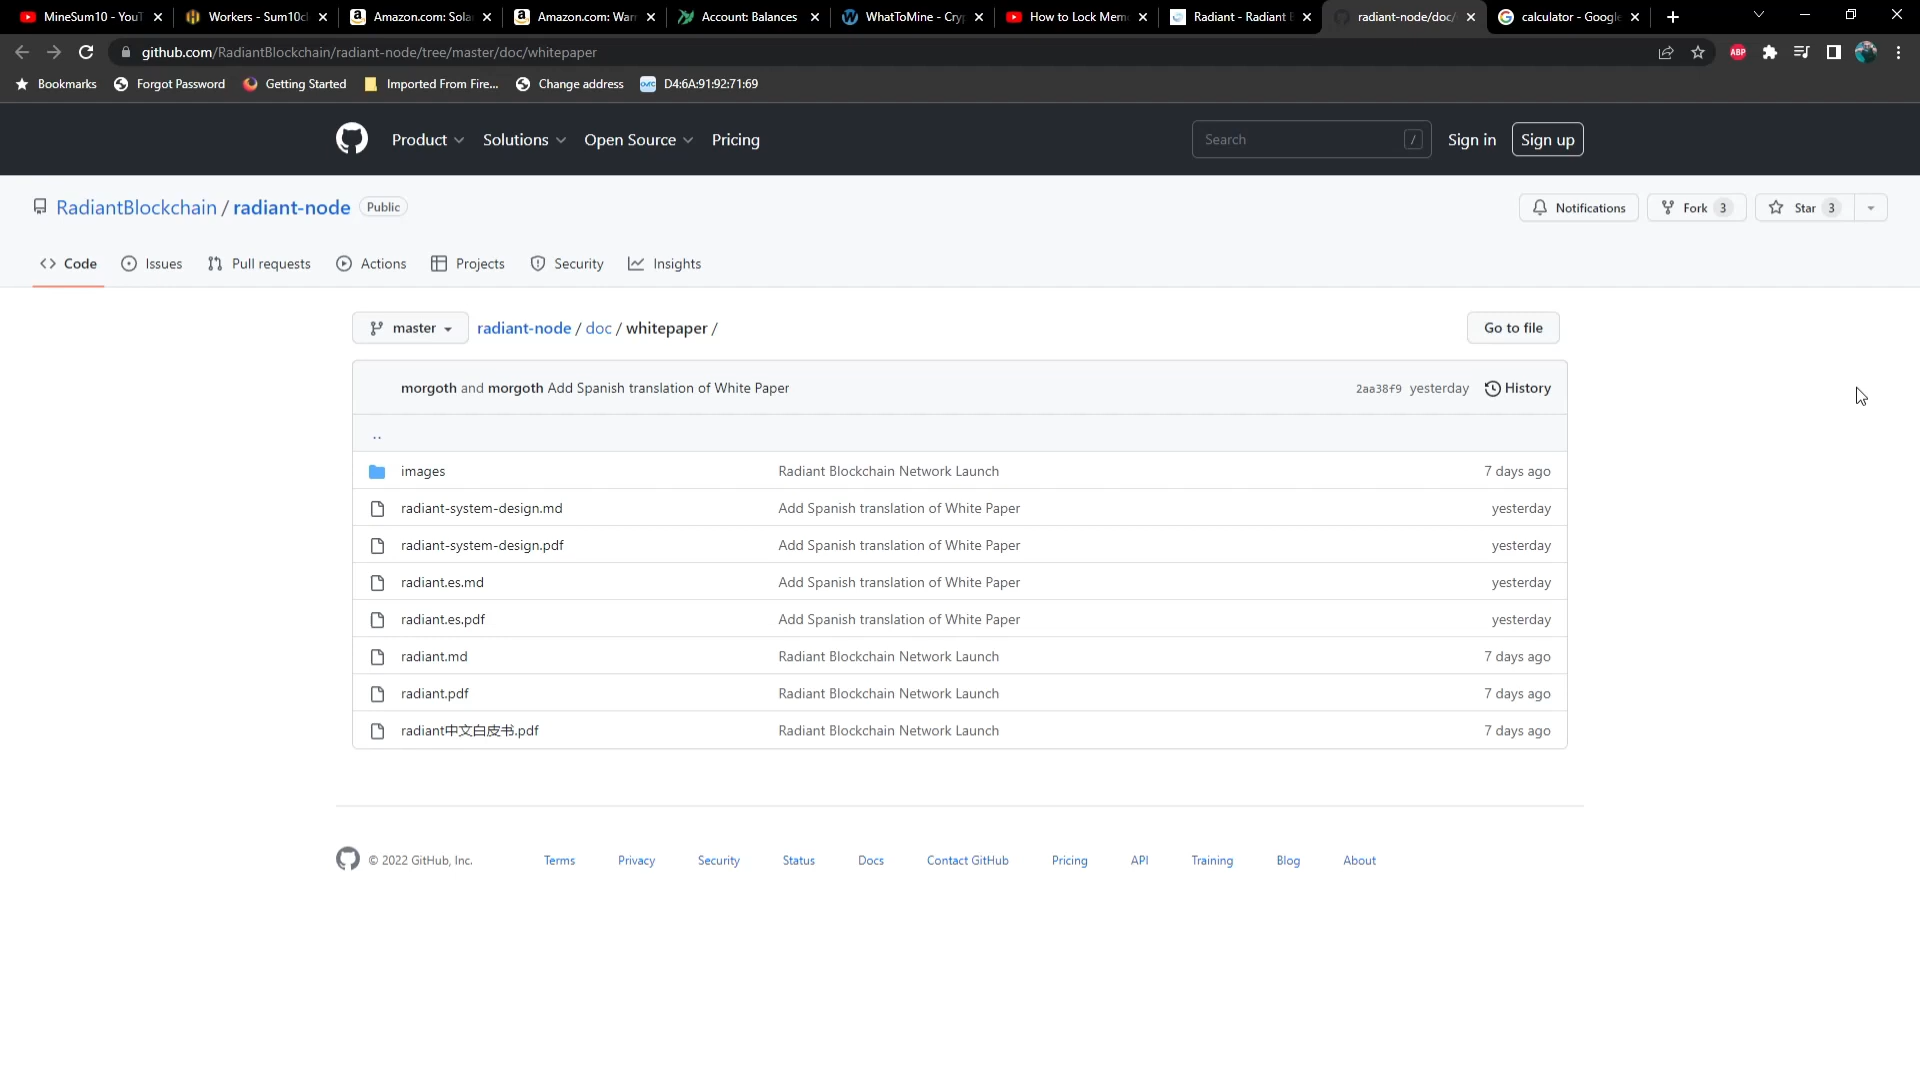 MineSum10 - YouT
Workers - Sum10
Amazon.com: Sola
Amazon.com: War
Account: Balances
WhatToMine - Cry
How to Lock Mem
Radiant - Radiant
radiant-node/doc/
calculator - Google
github.com/RadiantBlockchain/radiant-node/tree/master/doc/whitepaper
ABP
Bookmarks
Forgot Password
Getting Started
Imported From Fire...
Change address
D4:6A:91:92:71:69
Product
Solutions
Open Source
Pricing
Search
/
Sign in
Sign up
RadiantBlockchain / radiant-node Public
Notifications
Fork 3
Star 3
Code
Issues
Pull requests
Actions
Projects
Security
Insights
master
radiant-node / doc / whitepaper /
Go to file
morgoth and morgoth Add Spanish translation of White Paper
2aa38f9 yesterday
History
..
images Radiant Blockchain Network Launch 7 days ago
radiant-system-design.md Add Spanish translation of White Paper yesterday
radiant-system-design.pdf Add Spanish translation of White Paper yesterday
radiant.es.md Add Spanish translation of White Paper yesterday
radiant.es.pdf Add Spanish translation of White Paper yesterday
radiant.md Radiant Blockchain Network Launch 7 days ago
radiant.pdf Radiant Blockchain Network Launch 7 days ago
radiant中文白皮书.pdf Radiant Blockchain Network Launch 7 days ago
© 2022 GitHub, Inc.
Terms
Privacy
Security
Status
Docs
Contact GitHub
Pricing
API
Training
Blog
About